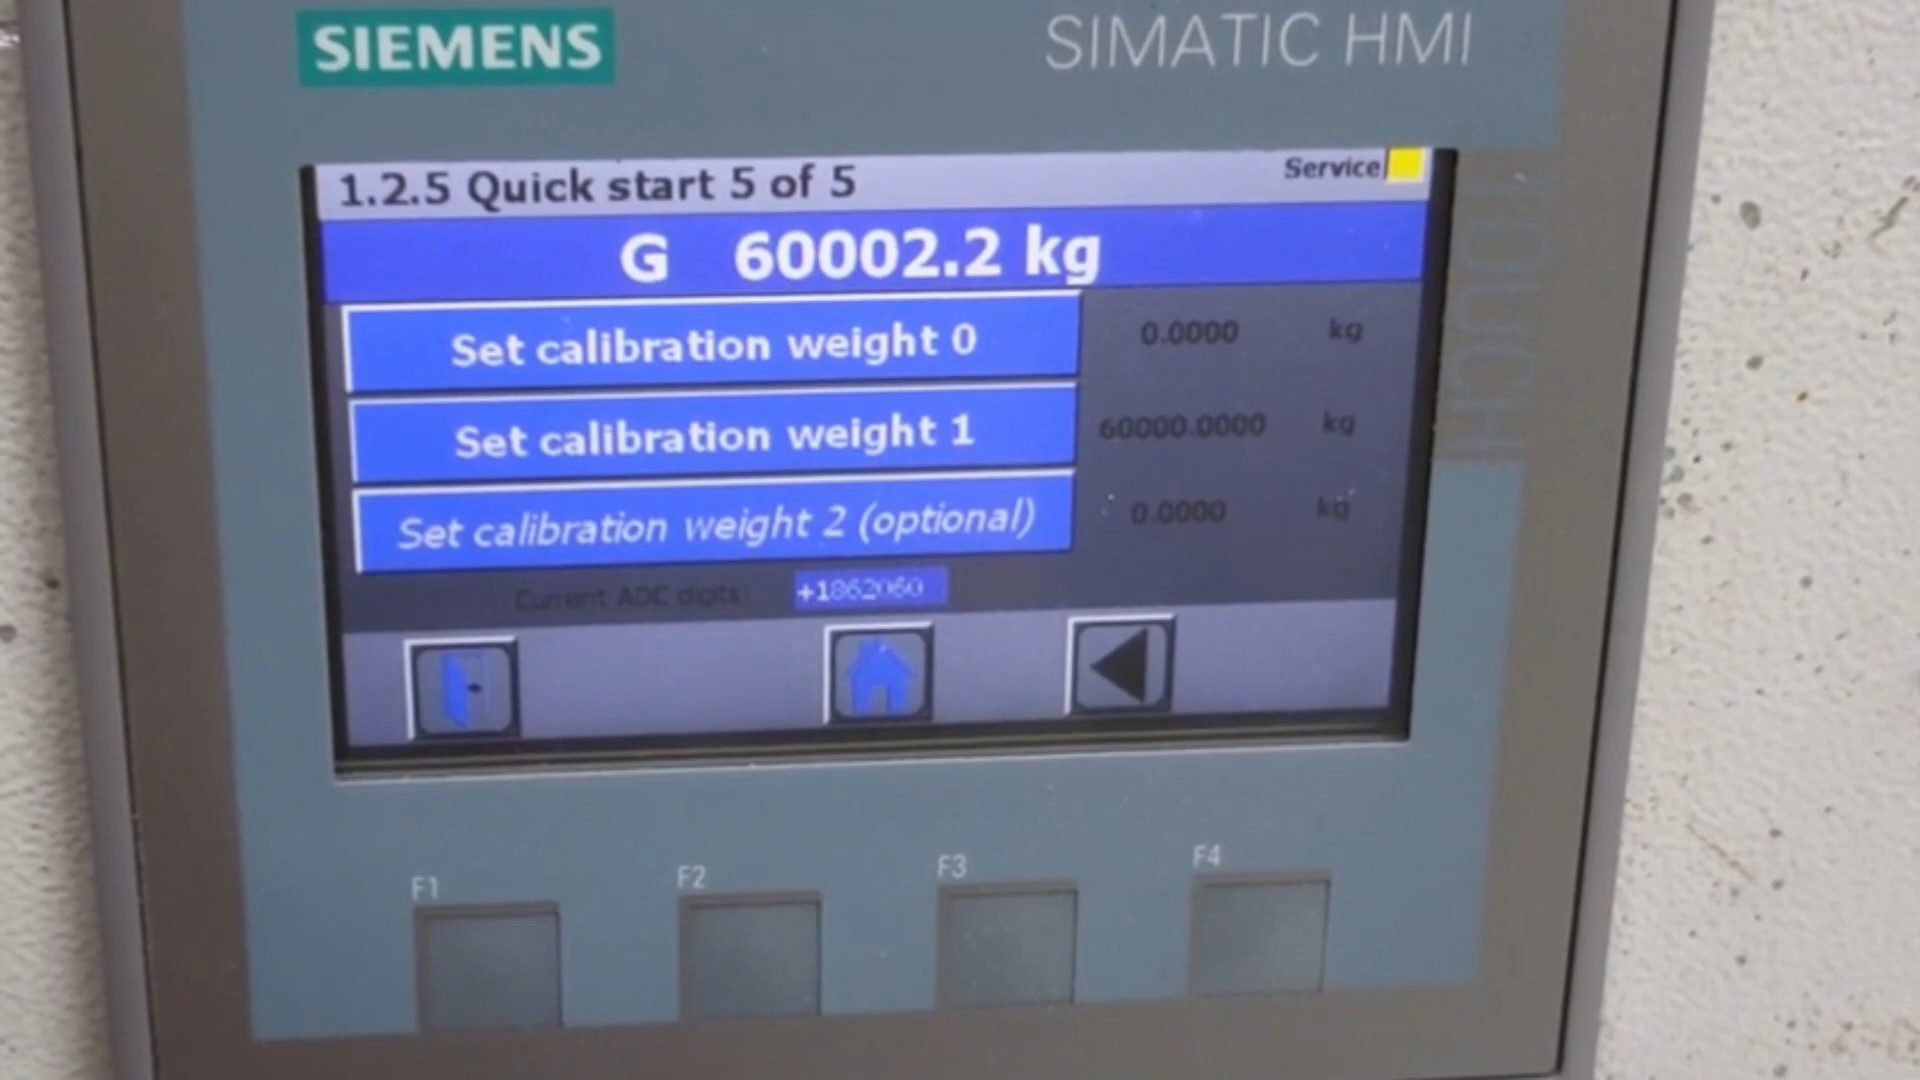 SIEMENS
SIMATIC HMI
TOUCH
1.2.5 Quick start 5 of 5
Service
G 60002.2 kg
Set calibration weight 0 0.0000 kg
Set calibration weight 1 60000.0000 kg
Set calibration weight 2 (optional) 0.0000 kg
Current ADC digits: +1862060
F1 F2 F3 F4